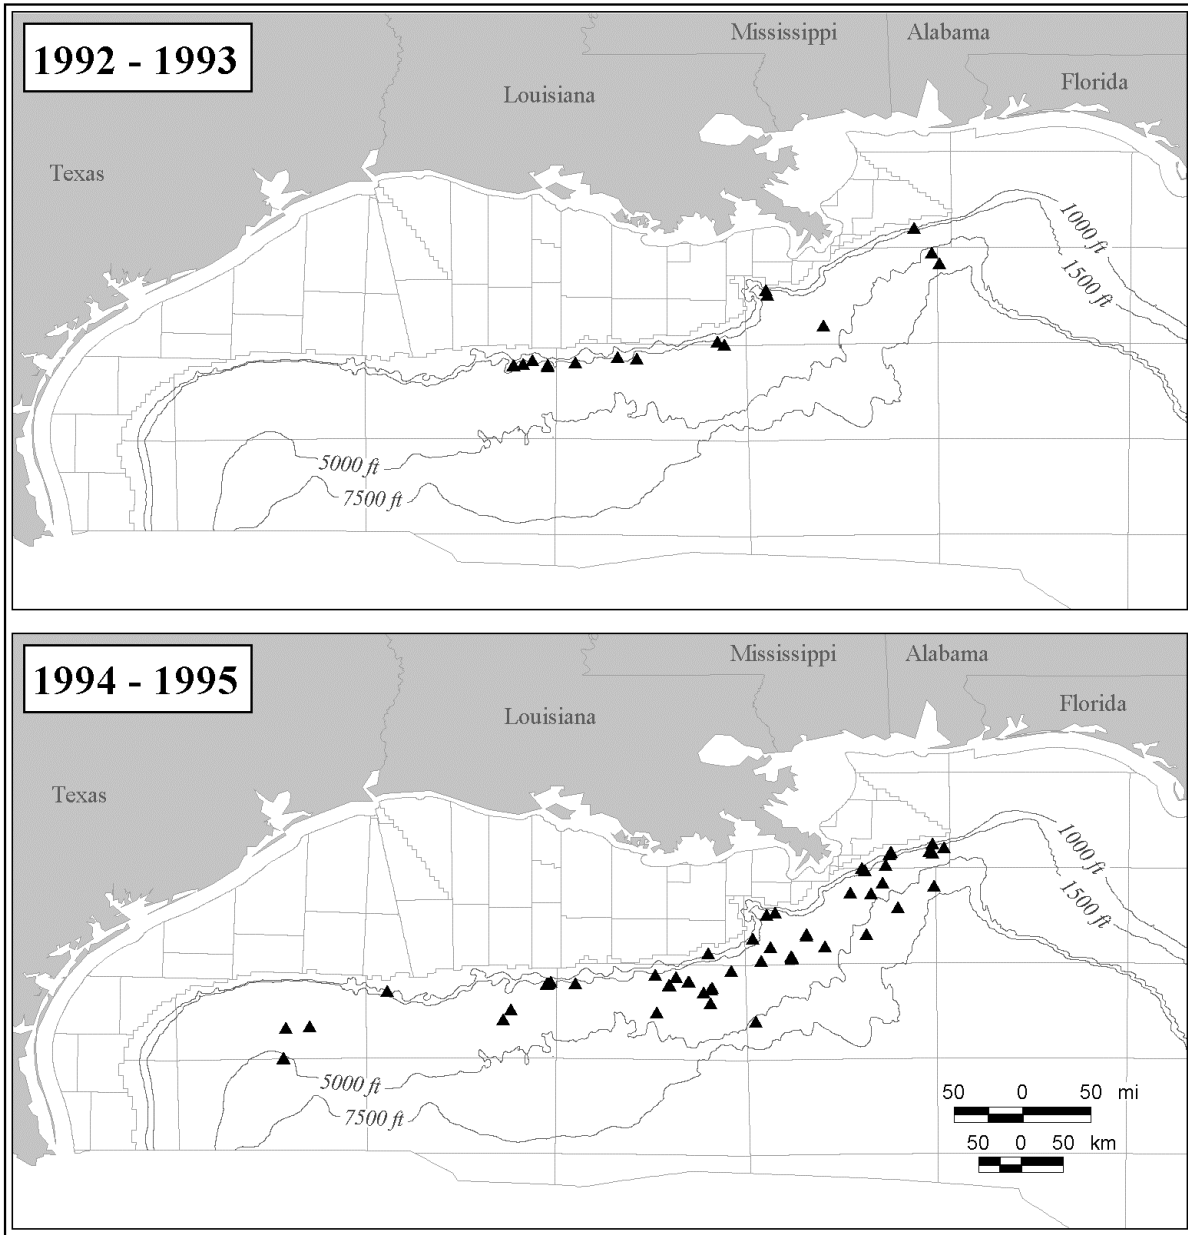 1992 - 1993
Mississippi
Alabama
Florida
Louisiana
Texas
1000 ft
1500 ft
5000 ft
7500 ft
1994 - 1995
Mississippi
Alabama
Florida
Louisiana
Texas
1000 ft
1500 ft
5000 ft
7500 ft
50 0 50 mi
50 0 50 km